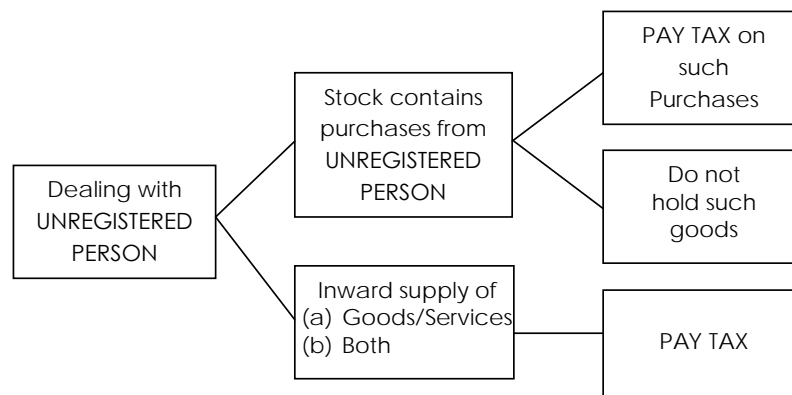 Dealing with
UNREGISTERED
PERSON
Stock contains
purchases from
UNREGISTERED
PERSON
PAY TAX on
such
Purchases
Do not
hold such
goods
Inward supply of
(a) Goods/Services
(b) Both
PAY TAX